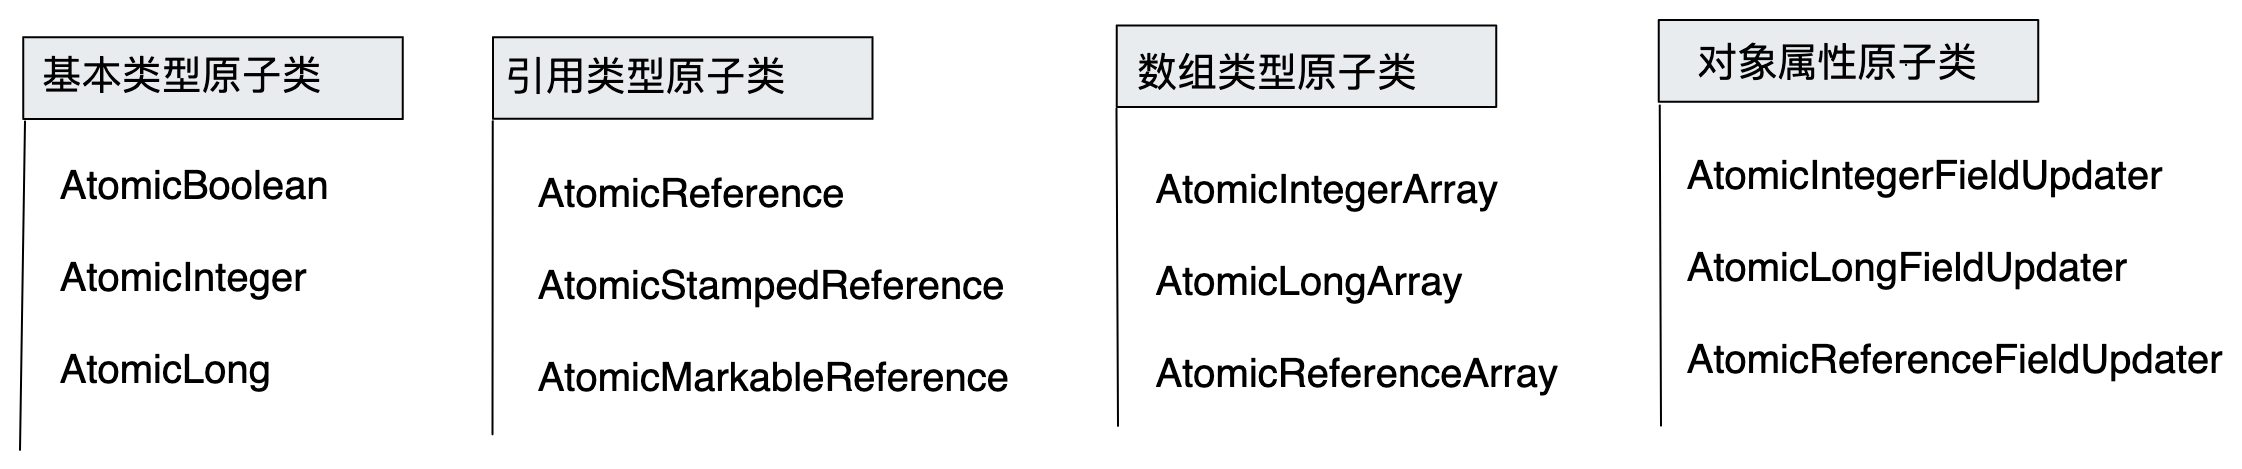 基本类型原子类
AtomicBoolean
AtomicInteger
AtomicLong
引用类型原子类
AtomicReference
AtomicStampedReference
AtomicMarkableReference
数组类型原子类
AtomicIntegerArray
AtomicLongArray
AtomicReferenceArray
对象属性原子类
AtomicIntegerFieldUpdater
AtomicLongFieldUpdater
AtomicReferenceFieldUpdater